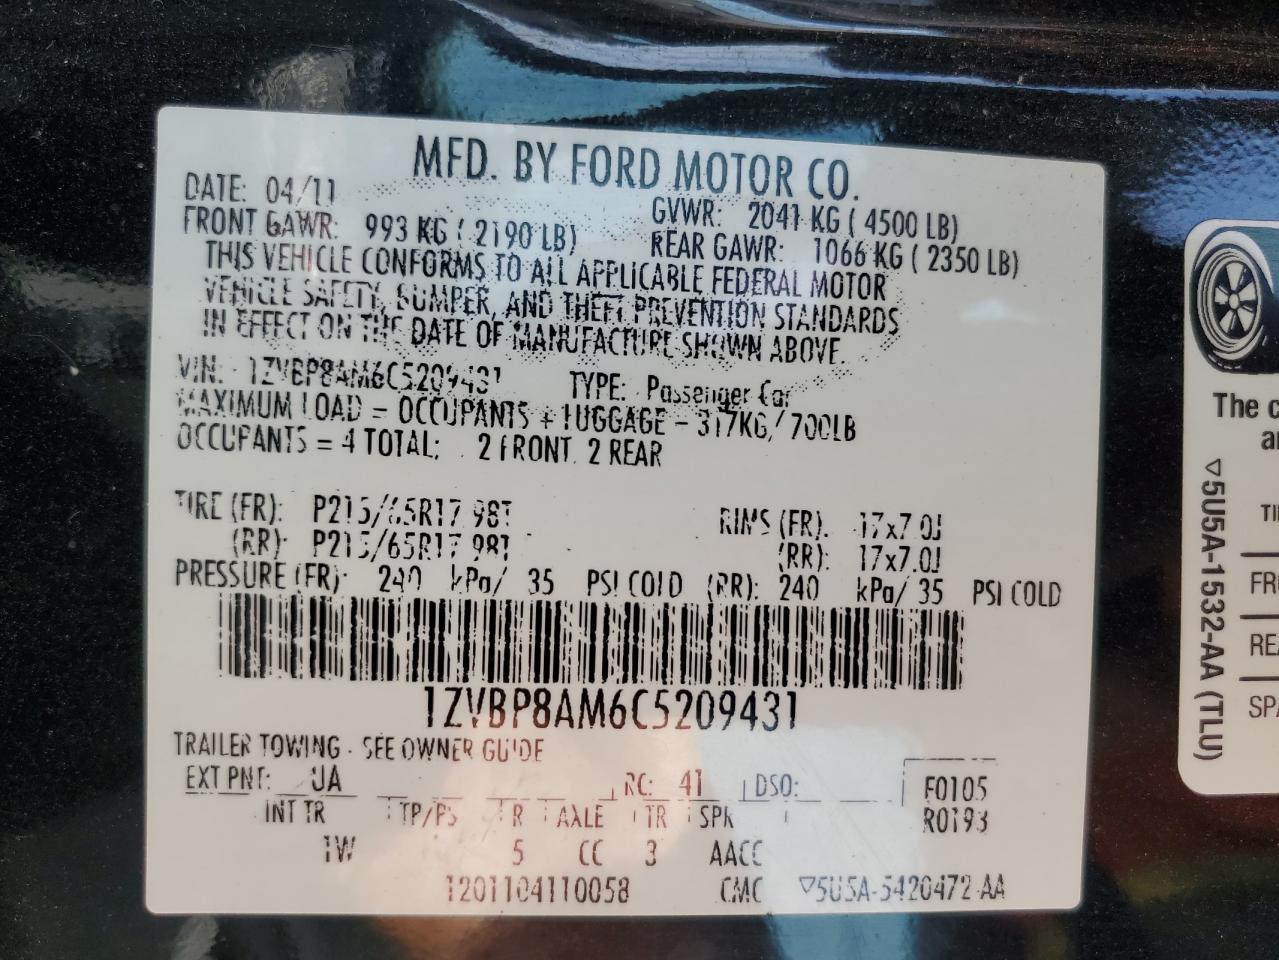 MFD. BY FORD MOTOR CO.
DATE: 04/11 GVWR: 2041 KG ( 4500 LB)
FRONT GAWR: 993 KG ( 2190 LB) REAR GAWR: 1066 KG ( 2350 LB)
THIS VEHICLE CONFORMS TO ALL APPLICABLE FEDERAL MOTOR
VEHICLE SAFETY, BUMPER, AND THEFT PREVENTION STANDARDS
IN EFFECT ON THE DATE OF MANUFACTURE SHOWN ABOVE.
VIN: 1ZVBP8AM6C5209431 TYPE: Passenger Car
MAXIMUM LOAD = OCCUPANTS + LUGGAGE = 317KG/700LB
OCCUPANTS = 4 TOTAL: 2 FRONT, 2 REAR
TIRE (FR): P215/65R17 98T RIMS (FR): 17x7.0J
(RR): P215/65R17 98T (RR): 17x7.0J
PRESSURE (FR): 240 kPa/ 35 PSI COLD (RR): 240 kPa/ 35 PSI COLD
1ZVBP8AM6C5209431
TRAILER TOWING - SEE OWNER GUIDE
EXT PNT: UA RC: 41 DSO: F0105
INT TR TP/PS R AXLE TR SPR R0193
1W 5 CC 3 AACC
1201104110058 CMC ▽5U5A-5420472-AA
The c
an
▽5U5A-1532-AA (TLU)
TI
FR
REA
SPA